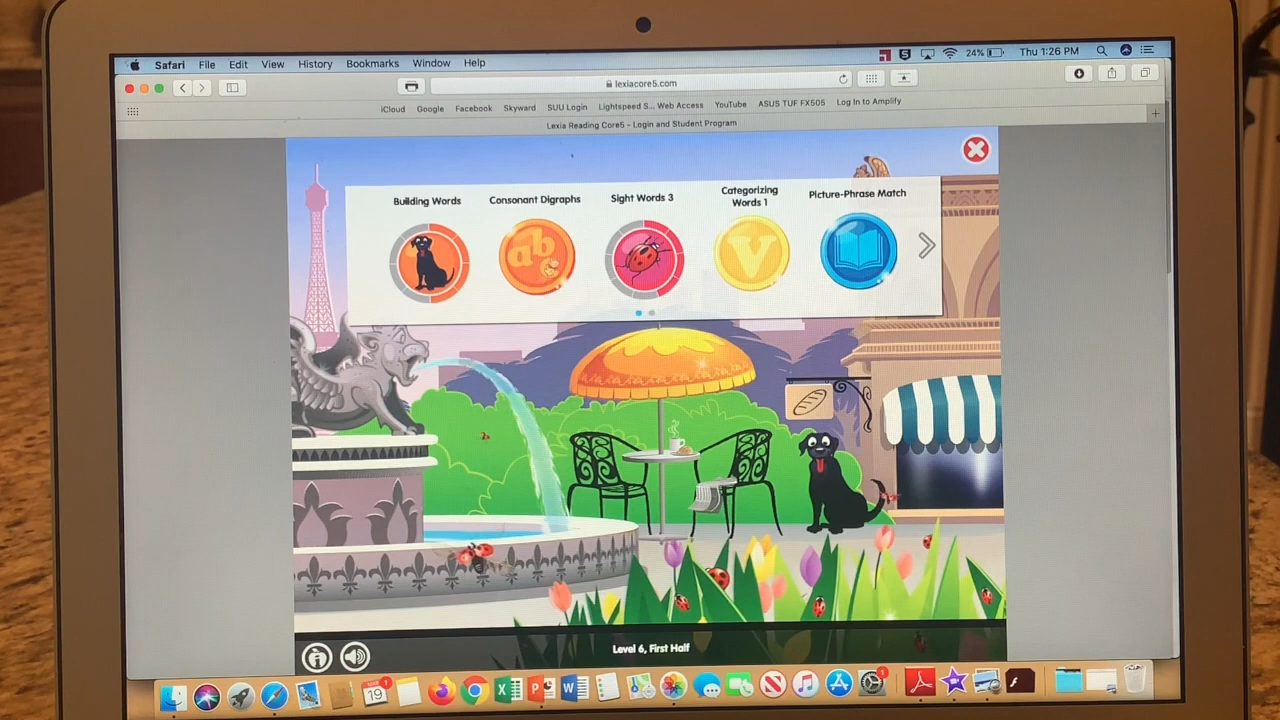 Safari File Edit View History Bookmarks Window Help 24% Thu 1:26 PM
lexiacore5.com
iCloud Google Facebook Skyward SUU Login Lightspeed S... Web Access YouTube ASUS TUF FX505 Log In to Amplify
Lexia Reading Core5 - Login and Student Program
Building Words
Consonant Digraphs
Sight Words 3
Categorizing
Words 1
Picture-Phrase Match
ab
V
Level 6, First Half
19